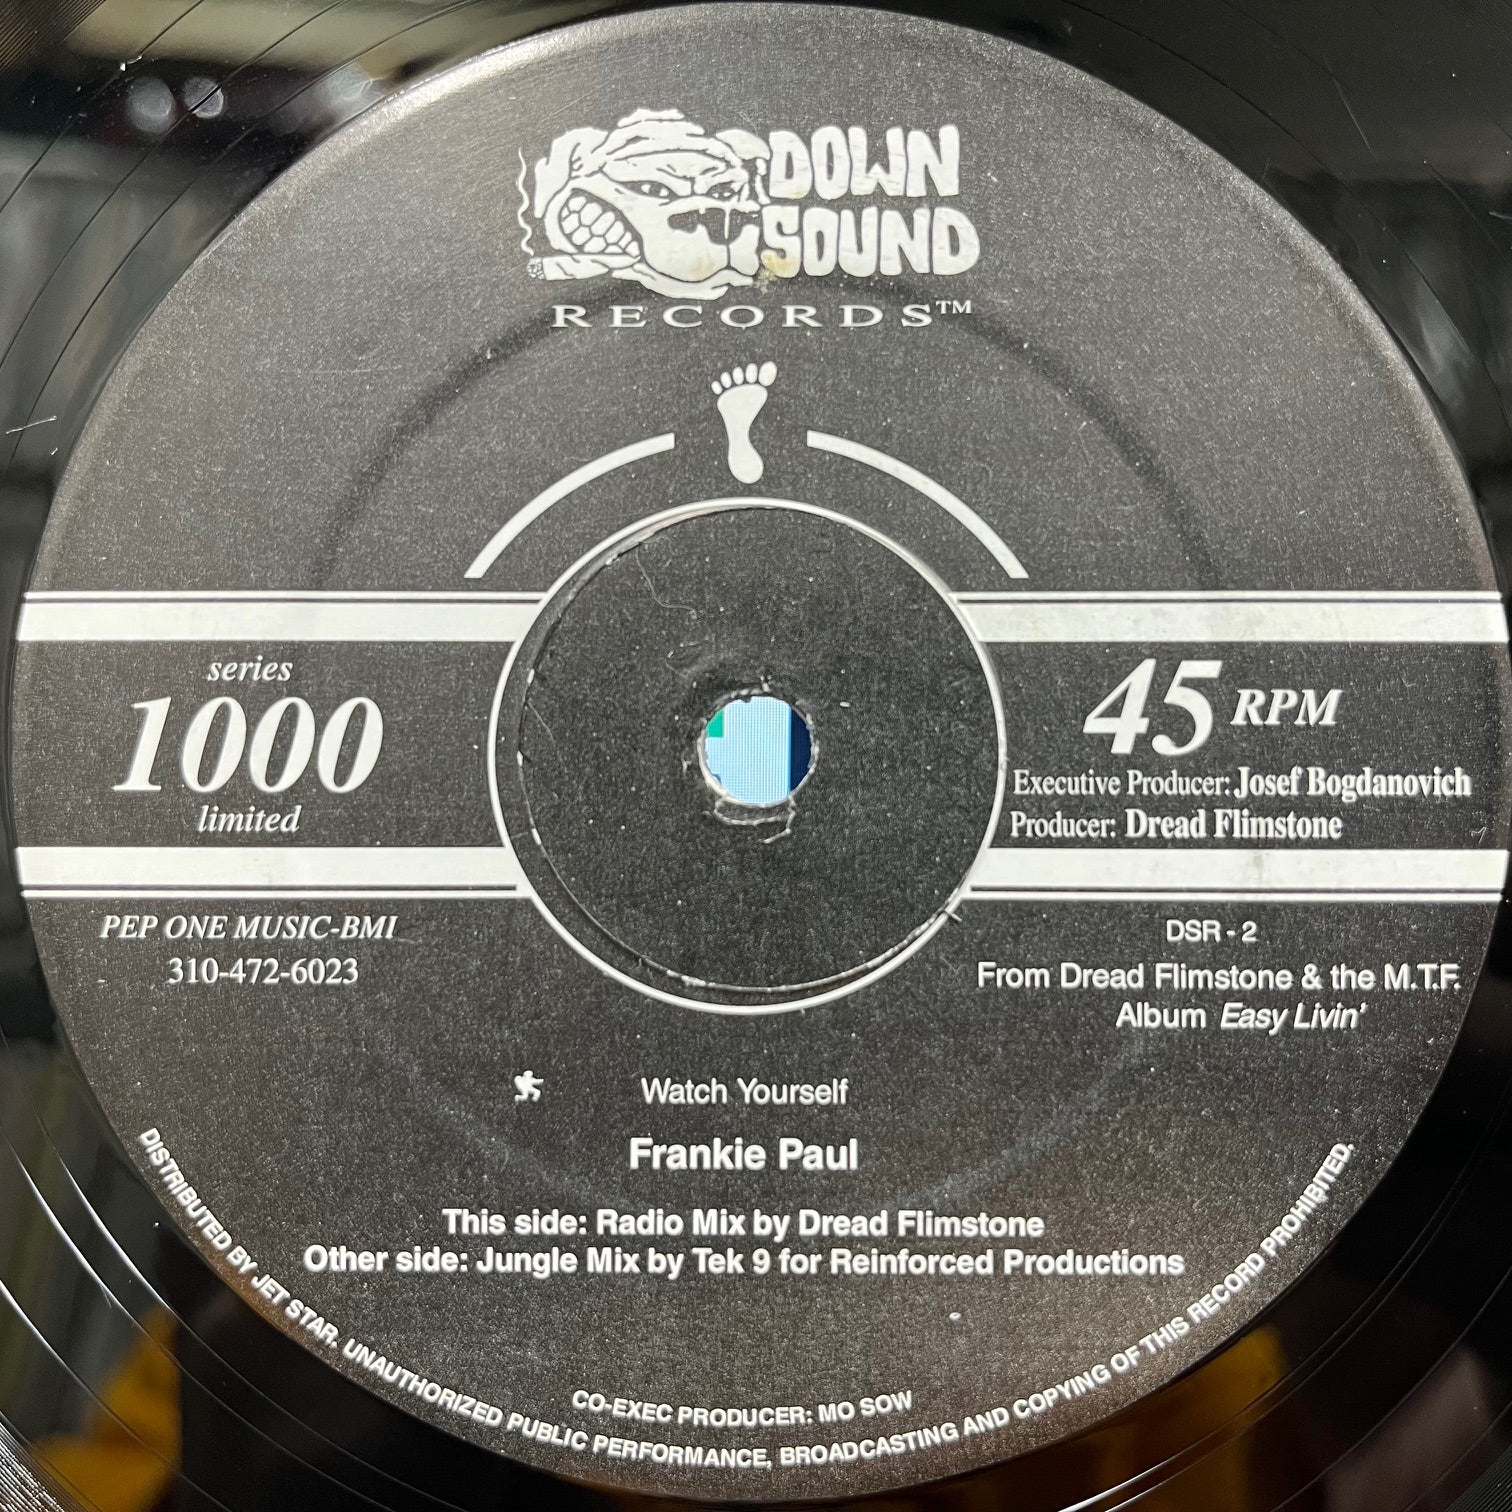 DOWN
SOUND
RECORDS™
series
1000
limited
45 RPM
Executive Producer: Josef Bogdanovich
Producer: Dread Flimstone
PEP ONE MUSIC-BMI
310-472-6023
DSR - 2
From Dread Flimstone & the M.T.F.
Album Easy Livin'
Watch Yourself
Frankie Paul
This side: Radio Mix by Dread Flimstone
Other side: Jungle Mix by Tek 9 for Reinforced Productions
CO-EXEC PRODUCER: MO SOW
DISTRIBUTED BY JET STAR. UNAUTHORIZED PUBLIC PERFORMANCE, BROADCASTING AND COPYING OF THIS RECORD PROHIBITED.